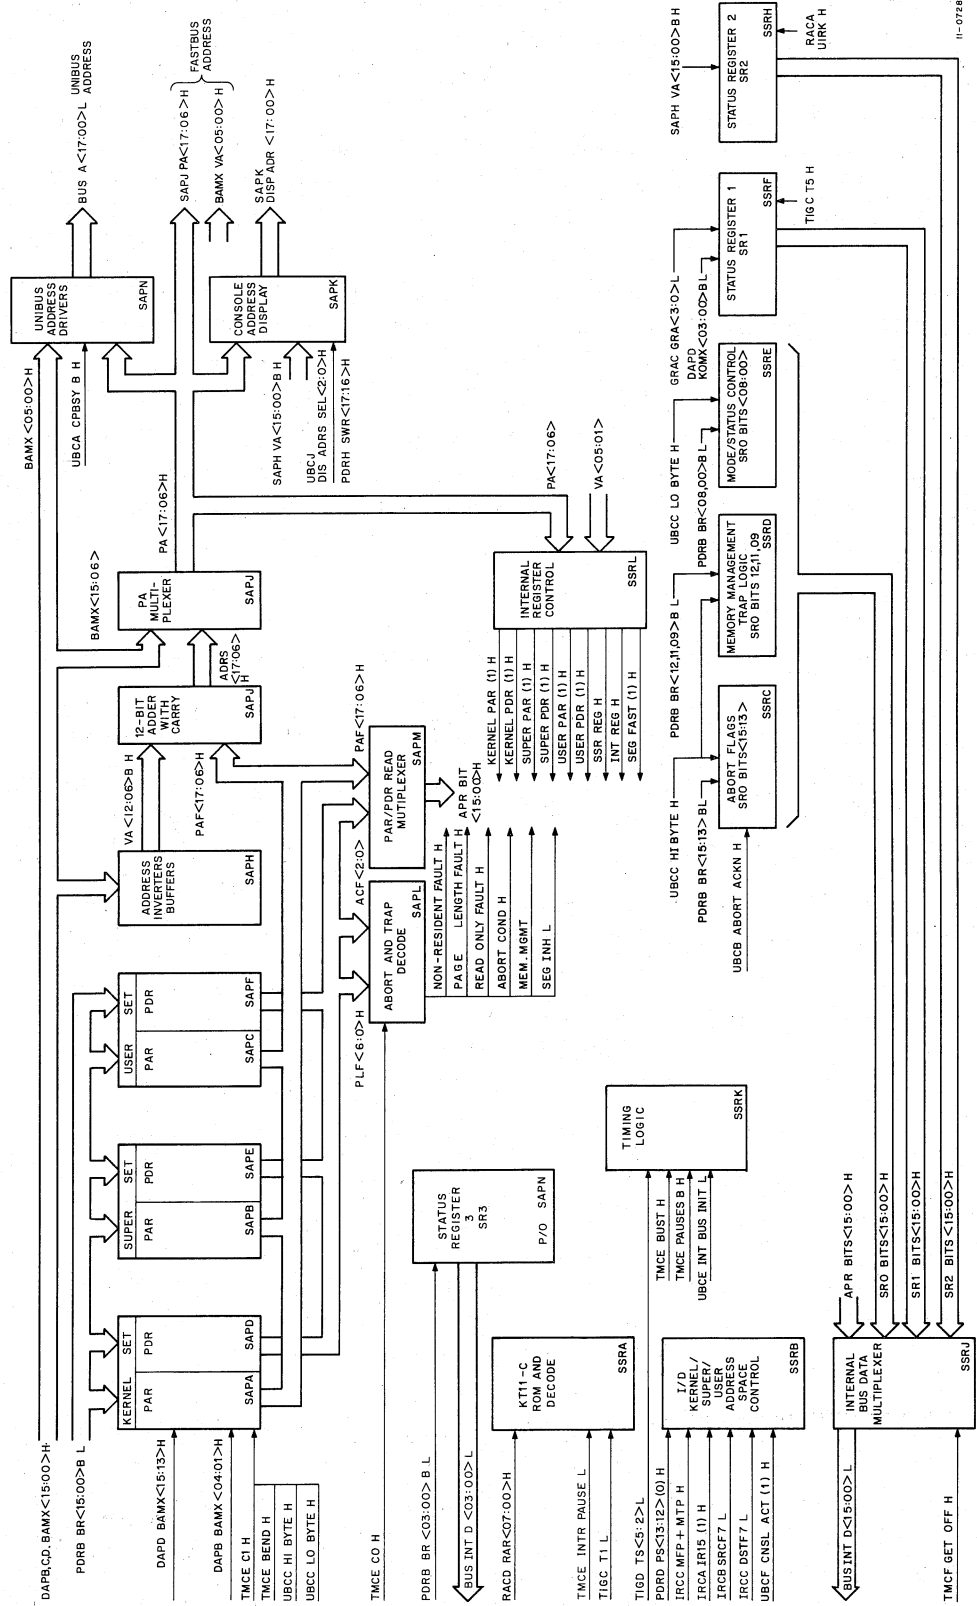 DAPB,C,D, BAMX<15:00>H
PDRB BR<15:00>B L
DAPD BAMX<15:13>H
DAPB BAMX<04:01>H
TMCE C1 H
TMCE BEND H
UBCC HI BYTE H
UBCC LO BYTE H
KERNEL
SET
PAR
PDR
SAPA
SAPD
SUPER
SET
PAR
PDR
SAPB
SAPE
USER
SET
PAR
PDR
SAPC
SAPF
ADDRESS
INVERTERS
BUFFERS
SAPH
VA <12:06>B H
PAF<17:06>H
12-BIT
ADDER
WITH
CARRY
SAPJ
ADRS
<17:06>
H
BAMX<15:06>
PA
MULTI-
PLEXER
SAPJ
PA <17:06>H
BAMX <05:00>H
UBCA CPBSY B H
UNIBUS
ADDRESS
DRIVERS
SAPN
BUS A<17:00>L
UNIBUS
ADDRESS
SAPJ PA<17:06>H
BAMX VA<05:00>H
FASTBUS
ADDRESS
SAPH VA<15:00>B H
UBCJ
DIS ADRS SEL<2:0>H
PDRH SWR<17:16>H
CONSOLE
ADDRESS
DISPLAY
SAPK
SAPK
DISP ADR <17:00>H
TMCE CO H
PLF<6:0>H
ACF<2:0>H
PAF<17:06>H
ABORT AND TRAP
DECODE
SAPL
PAR/PDR READ
MUTIPLEXER
SAPM
APR BIT
<15:00>H
NON-RESIDENT FAULT H
PAGE LENGTH FAULT H
READ ONLY FAULT H
ABORT COND H
MEM. MGMT
SEG INH L
KERNEL PAR (1) H
KERNEL PDR (1) H
SUPER PAR (1) H
SUPER PDR (1) H
USER PAR (1) H
USER PDR (1) H
SSR REG H
INT REG H
SEG FAST (1) H
INTERNAL
REGISTER
CONTROL
SSRL
PA<17:06>
VA<05:01>
PDRB BR <03:00> B L
BUS INT D <03:00>L
STATUS
REGISTER
3
SR3
P/O SAPN
RACD RAR<07:00>H
TMCE INTR PAUSE L
TIGC T1 L
KT11-C
ROM AND
DECODE
SSRA
TIGD TS<5:2>L
TMCE BUST H
TMCE PAUSES B H
UBCE INT BUS INIT L
TIMING
LOGIC
SSRK
PDRD PS<13:12>(0)H
IRCC MFP + MTP H
IRCA IR15 (1) H
IRCB SRCF7 L
IRCC DSTF7 L
UBCF CNSL ACT (1) H
I/D
KERNEL/
SUPER/
USER
ADDRESS
SPACE
CONTROL
SSRB
UBCC HI BYTE H
PDRB BR<15:13>BL
UBCB ABORT ACKN H
ABORT FLAGS
SRO BITS<15:13>
SSRC
PDRB BR<12,11,09>B L
MEMORY MANAGEMENT
TRAP LOGIC
SRO BITS 12,11,09
SSRD
UBCC LO BYTE H
PDRB BR<08,00>B L
MODE/STATUS CONTROL
SRO BITS<08:00>
SSRE
GRAC GRA<3:0>L
DAPD
KOMX<03:00>BL
STATUS REGISTER 1
SR1
SSRF
TIGC T5 H
SAPH VA<15:00>B H
STATUS REGISTER 2
SR2
SSRH
RACA
UIRK H
BUS INT D<15:00>L
TMCF GET OFF H
INTERNAL
BUS DATA
MULTIPLEXER
SSRJ
APR BITS<15:00>H
SRO BITS<15:00>H
SR1 BITS<15:00>H
SR2 BITS<15:00>H
11-0728